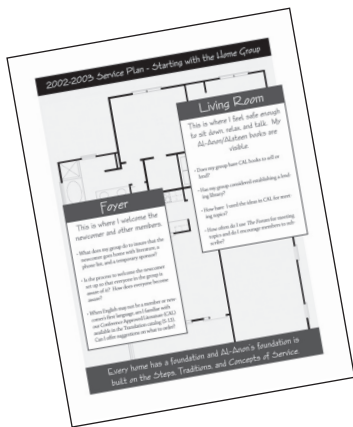 2002-2003 Service Plan - Starting with the Home Group
Living Room
This is where I feel safe enough
to sit down, relax, and talk. My
Al-Anon/Alateen books are
visible.
- Does my group have CAL books to sell or
lend?
- Has my group considered establishing a lend-
ing library?
- How have I used the ideas in CAL for meet-
ing topics?
- How often do I use The Forum for meeting
topics and do I encourage members to sub-
scribe?
Foyer
This is where I welcome the
newcomer and other members.
- What does my group do to insure that the
newcomer goes home with literature, a
phone list, and a temporary sponsor?
- Is the process to welcome the newcomer
set up so that everyone in the group is
aware of it? How does everyone become
aware?
- When English may not be a member or new-
comer's first language, am I familiar with
our Conference Approved Literature (CAL)
available in the Translation catalog
Can I offer suggestions on what to order?
Every home has a foundation and Al-Anon's foundation is
built on the Steps, Traditions, and Concepts of Service